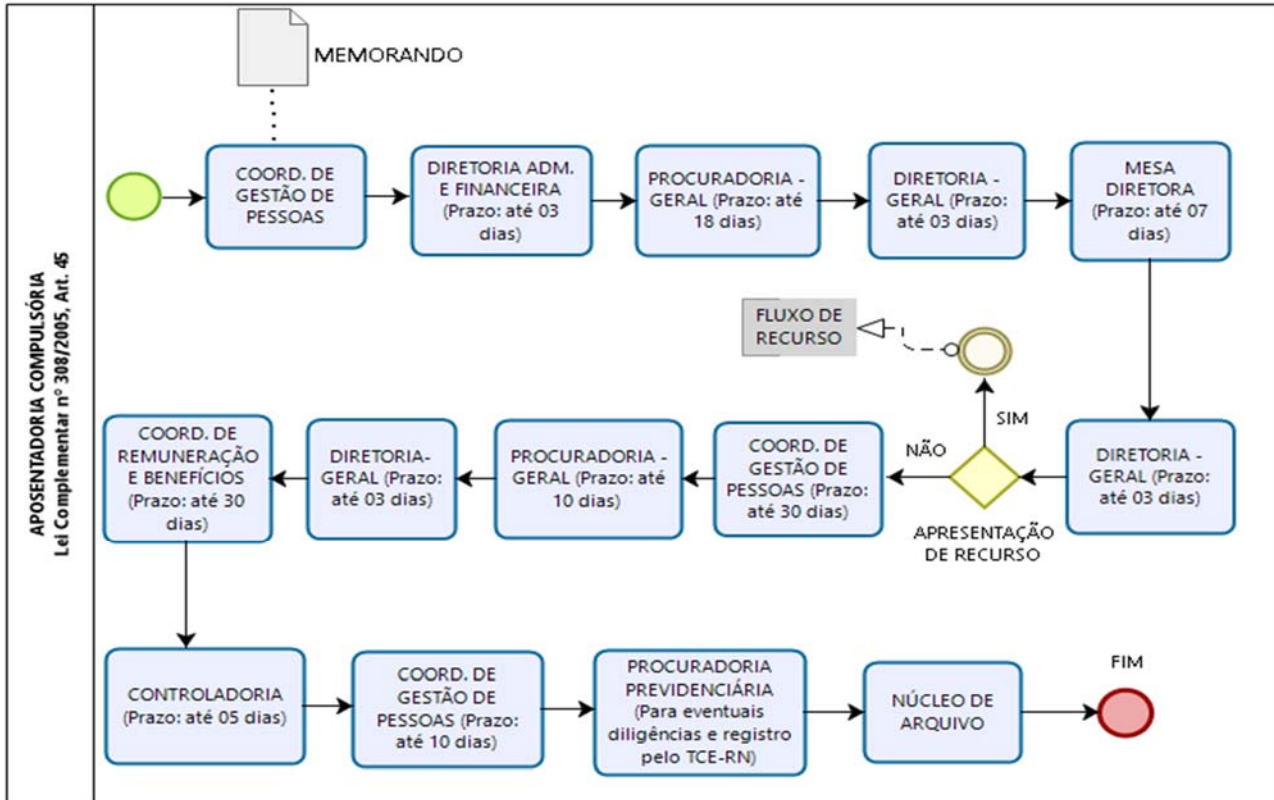 APOSENTADORIA COMPULSÓRIA
Lei Complementar nº 308/2005, Art. 45
MEMORANDO
COORD. DE
GESTÃO DE
PESSOAS
DIRETORIA ADM.
E FINANCEIRA
(Prazo: até 03
dias)
PROCURADORIA -
GERAL (Prazo: até
18 dias)
DIRETORIA -
GERAL (Prazo:
até 03 dias)
MESA
DIRETORA
(Prazo: até 07
dias)
FLUXO DE
RECURSO
SIM
NÃO
APRESENTAÇÃO
DE RECURSO
DIRETORIA -
GERAL (Prazo:
até 03 dias)
COORD. DE
GESTÃO DE
PESSOAS (Prazo:
até 30 dias)
PROCURADORIA -
GERAL (Prazo: até
10 dias)
DIRETORIA-
GERAL (Prazo:
até 03 dias)
COORD. DE
REMUNERAÇÃO
E BENEFÍCIOS
(Prazo: até 30
dias)
CONTROLADORIA
(Prazo: até 05 dias)
COORD. DE
GESTÃO DE
PESSOAS (Prazo:
até 10 dias)
PROCURADORIA
PREVIDENCIÁRIA
(Para eventuais
diligências e registro
pelo TCE-RN)
NÚCLEO DE
ARQUIVO
FIM